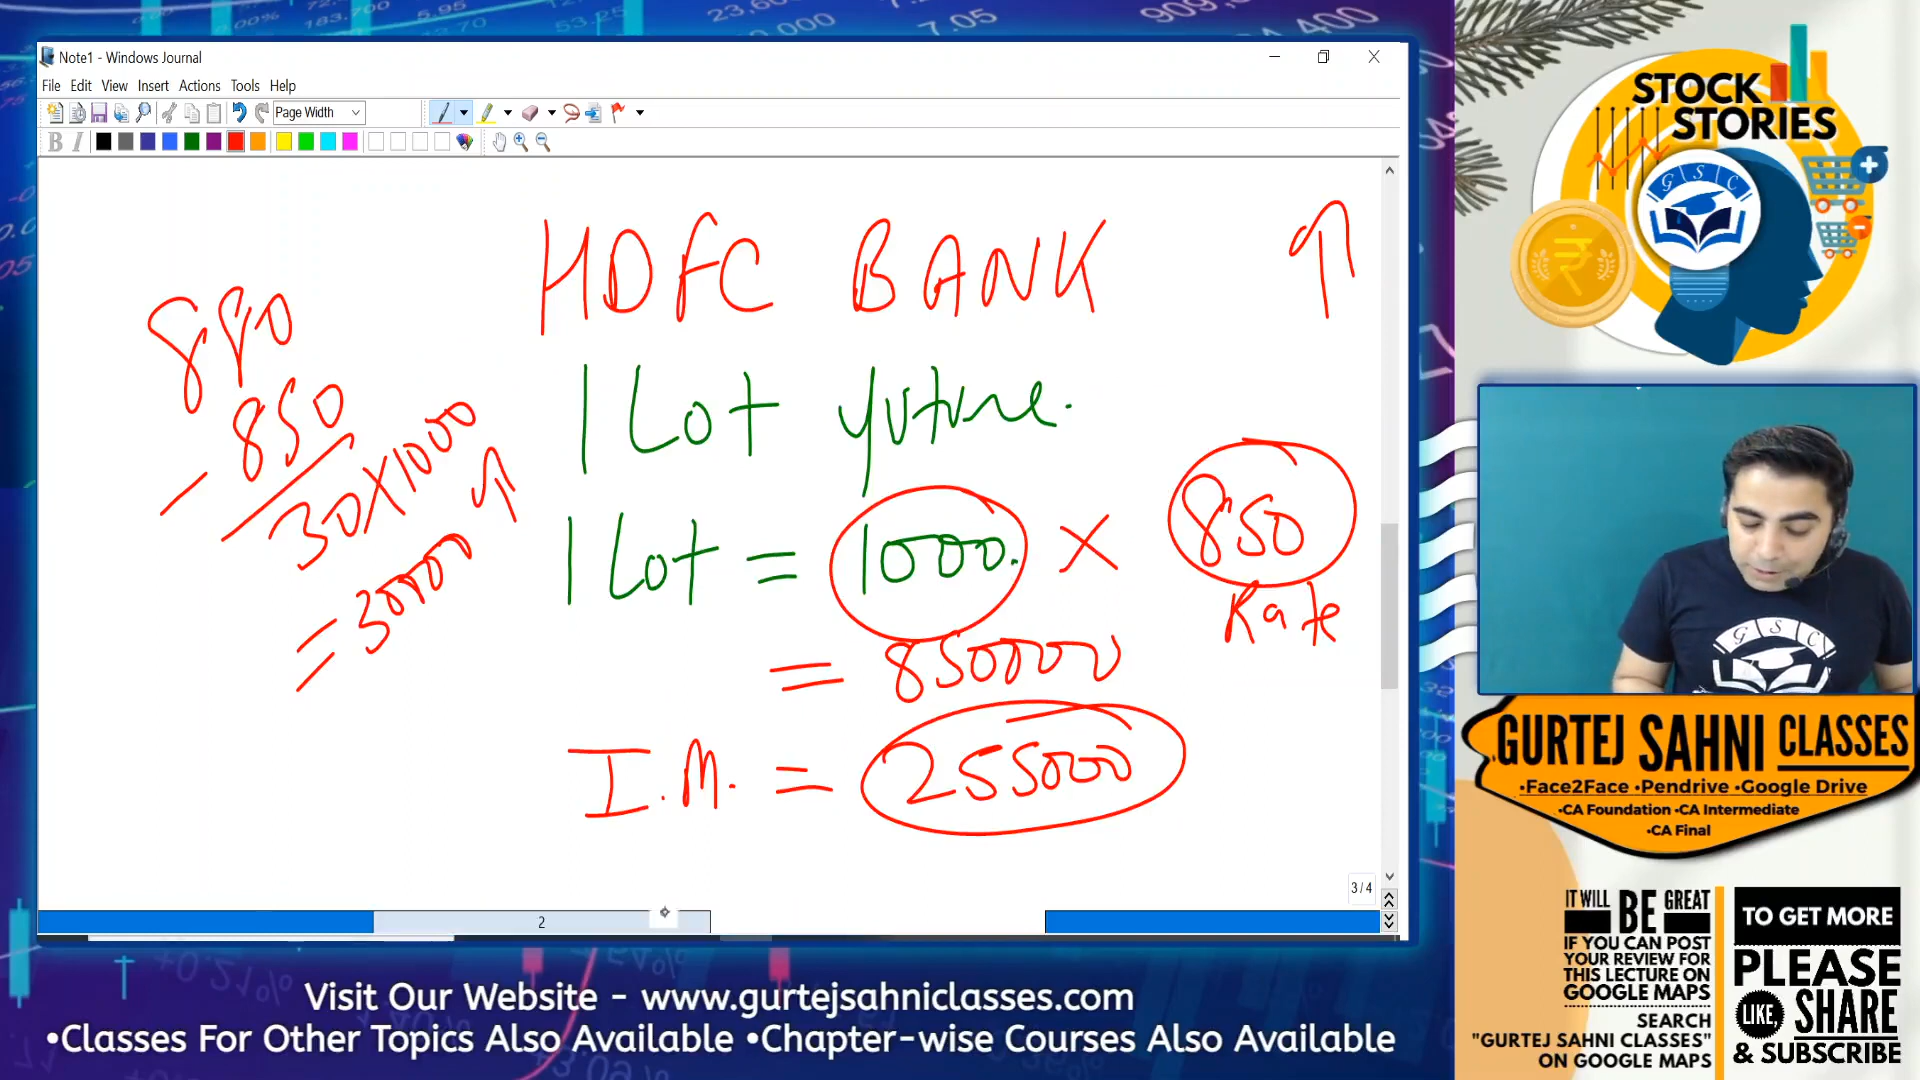 Note1 - Windows Journal
File Edit View Insert Actions Tools Help
Page Width
B I
HDFC BANK
1 Lot future.
1 Lot = 1000. × 850
Rate
= 850000
I.M. = 255000
880
- 850
30×1000
= 30000
3/4
2
STOCK
STORIES
G S C
G S C
GURTEJ SAHNI CLASSES
•Face2Face •Pendrive •Google Drive
•CA Foundation •CA Intermediate
•CA Final
IT WILL BE GREAT
IF YOU CAN POST
YOUR REVIEW FOR
THIS LECTURE ON
GOOGLE MAPS
SEARCH
"GURTEJ SAHNI CLASSES"
ON GOOGLE MAPS
TO GET MORE
PLEASE
LIKE, SHARE
& SUBSCRIBE
Visit Our Website - www.gurtejsahniclasses.com
•Classes For Other Topics Also Available •Chapter-wise Courses Also Available